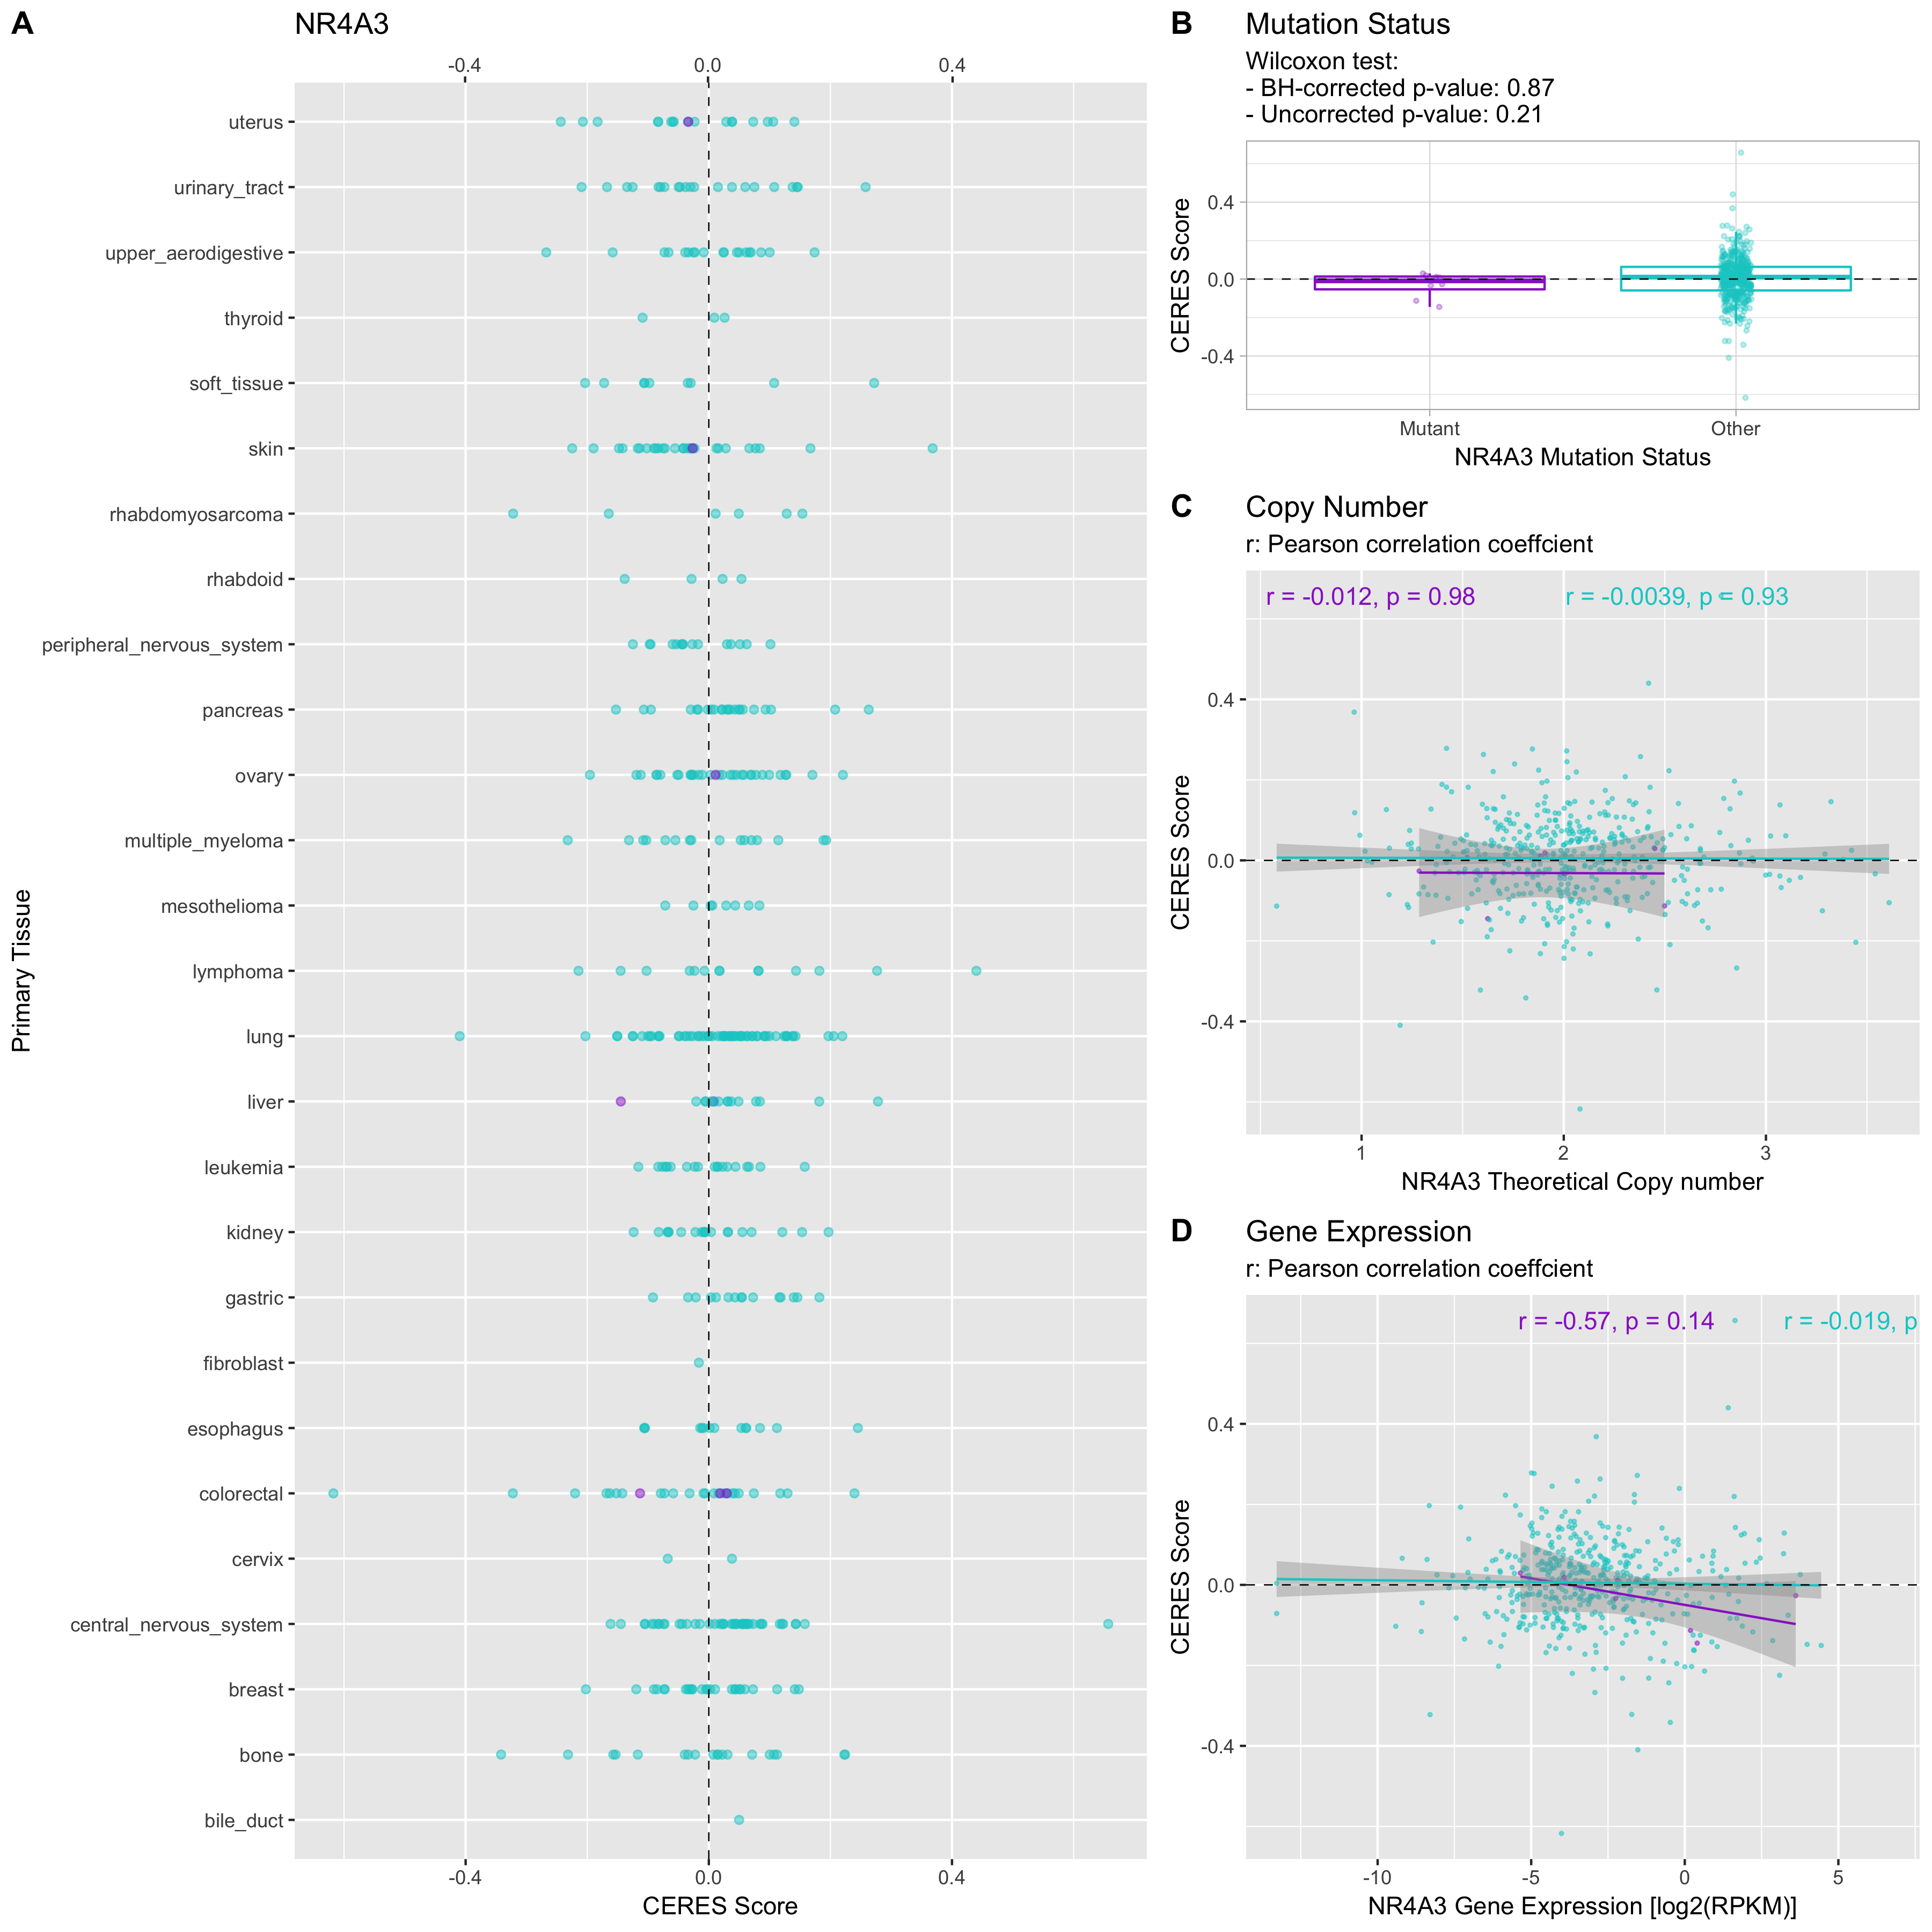 A
NR4A3
-0.4 0.0 0.4
uterus
urinary_tract
upper_aerodigestive
thyroid
soft_tissue
skin
rhabdomyosarcoma
rhabdoid
peripheral_nervous_system
pancreas
ovary
multiple_myeloma
mesothelioma
lymphoma
lung
liver
leukemia
kidney
gastric
fibroblast
esophagus
colorectal
cervix
central_nervous_system
breast
bone
bile_duct
Primary Tissue
-0.4 0.0 0.4
CERES Score
B
Mutation Status
Wilcoxon test:
- BH-corrected p-value: 0.87
- Uncorrected p-value: 0.21
0.4
0.0
-0.4
CERES Score
Mutant Other
NR4A3 Mutation Status
C
Copy Number
r: Pearson correlation coeffcient
r = -0.012, p = 0.98 r = -0.0039, p = 0.93
0.4
0.0
-0.4
CERES Score
1 2 3
NR4A3 Theoretical Copy number
D
Gene Expression
r: Pearson correlation coeffcient
r = -0.57, p = 0.14 r = -0.019, p
0.4
0.0
-0.4
CERES Score
-10 -5 0 5
NR4A3 Gene Expression [log2(RPKM)]